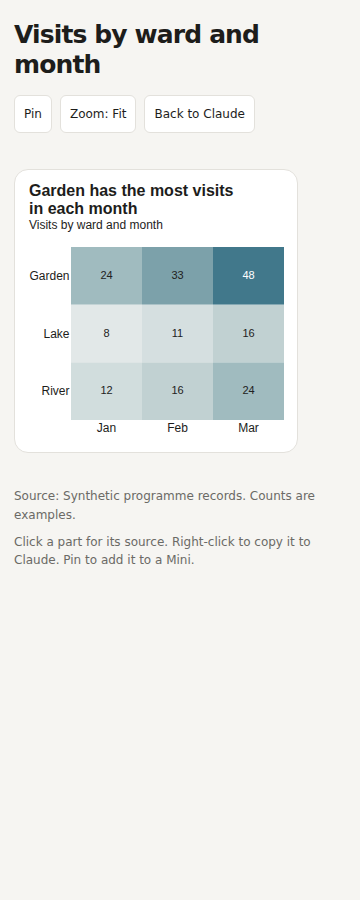 Visits by ward and
month
Pin
Zoom: Fit
Back to Claude
Garden has the most visits
in each month
Visits by ward and month
Garden 24 33 48
Lake 8 11 16
River 12 16 24
Jan Feb Mar
Source: Synthetic programme records. Counts are
examples.
Click a part for its source. Right-click to copy it to
Claude. Pin to add it to a Mini.